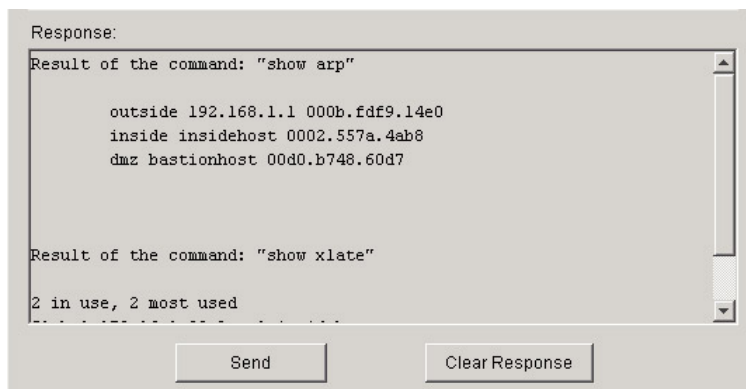 Response:
Result of the command: "show arp"
outside 192.168.1.1 000b.fdf9.14e0
inside insidehost 0002.557a.4ab8
dmz bastionhost 00d0.b748.60d7
Result of the command: "show xlate"
2 in use, 2 most used
Send
Clear Response